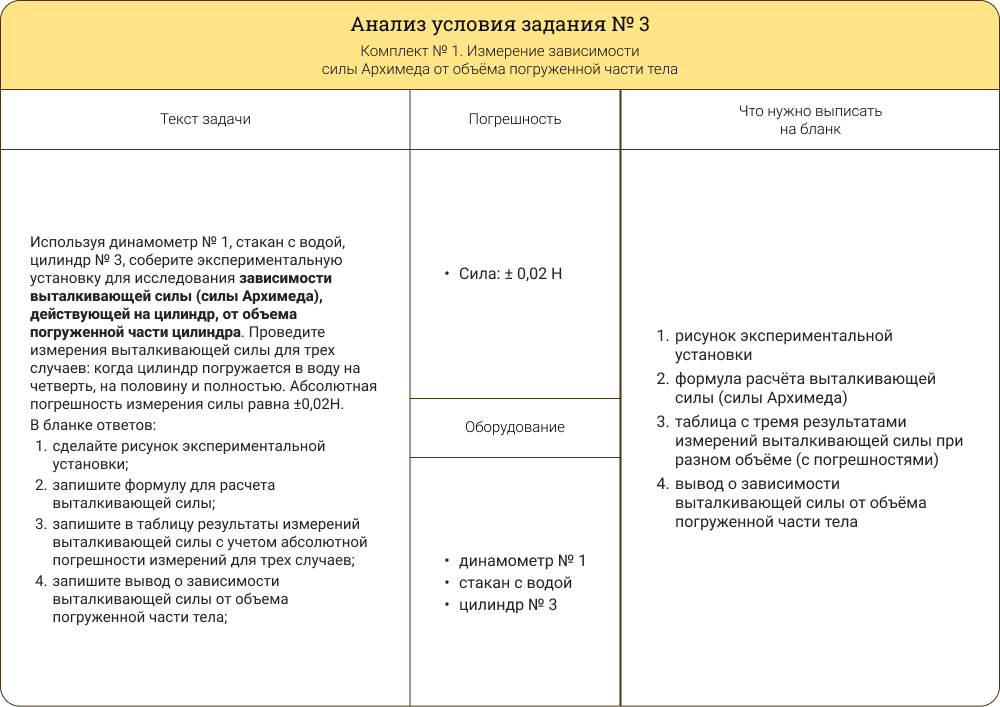 Анализ условия задания № 3
Комплект № 1. Измерение зависимости
силы Архимеда от объёма погруженной части тела
Текст задачи
Погрешность
Что нужно выписать
на бланк
Используя динамометр № 1, стакан с водой,
цилиндр № 3, соберите экспериментальную
установку для исследования зависимости
выталкивающей силы (силы Архимеда),
действующей на цилиндр, от объема
погруженной части цилиндра. Проведите
измерения выталкивающей силы для трех
случаев: когда цилиндр погружается в воду на
четверть, на половину и полностью. Абсолютная
погрешность измерения силы равна ±0,02Н.
В бланке ответов:
1. сделайте рисунок экспериментальной
установки;
2. запишите формулу для расчета
выталкивающей силы;
3. запишите в таблицу результаты измерений
выталкивающей силы с учетом абсолютной
погрешности измерений для трех случаев;
4. запишите вывод о зависимости
выталкивающей силы от объема
погруженной части тела;
• Сила: ± 0,02 Н
Оборудование
• динамометр № 1
• стакан с водой
• цилиндр № 3
1. рисунок экспериментальной
установки
2. формула расчёта выталкивающей
силы (силы Архимеда)
3. таблица с тремя результатами
измерений выталкивающей силы при
разном объёме (с погрешностями)
4. вывод о зависимости
выталкивающей силы от объёма
погруженной части тела